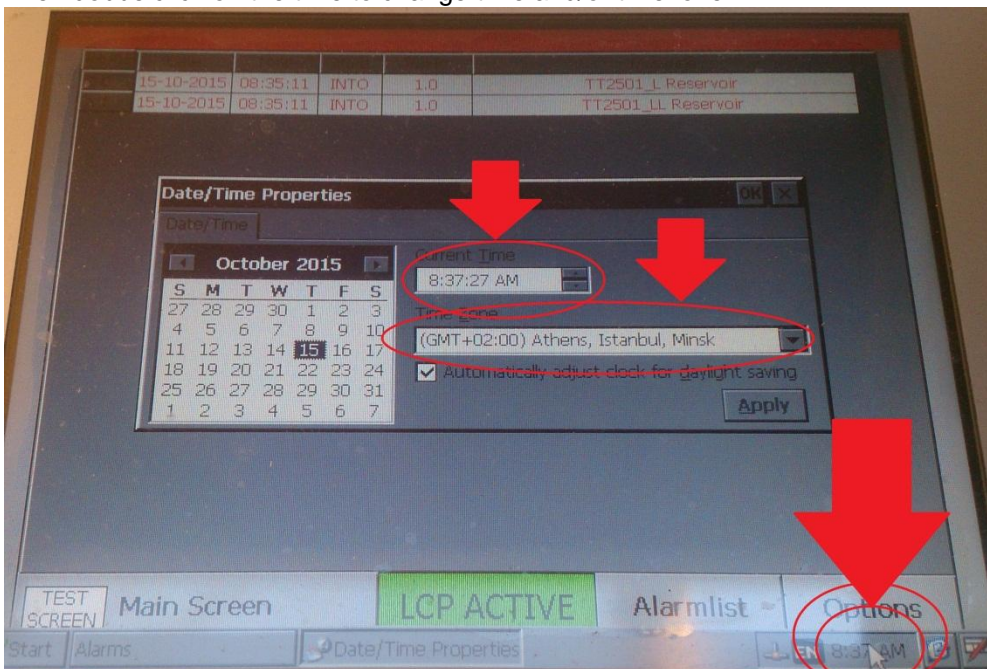 15-10-2015 08:35:11 INTO 1.0 TT2501_L Reservoir
15-10-2015 08:35:11 INTO 1.0 TT2501_LL Reservoir
Date/Time Properties OK ×
Date/Time
October 2015
S M T W T F S
27 28 29 30 1 2 3
4 5 6 7 8 9 10
11 12 13 14 15 16 17
18 19 20 21 22 23 24
25 26 27 28 29 30 31
1 2 3 4 5 6 7
Current Time
8:37:27 AM
Time Zone
(GMT+02:00) Athens, Istanbul, Minsk
Automatically adjust clock for daylight saving
Apply
TEST SCREEN
Main Screen
LCP ACTIVE
Alarmlist
Options
Start Alarms Date/Time Properties EN 8:37 AM